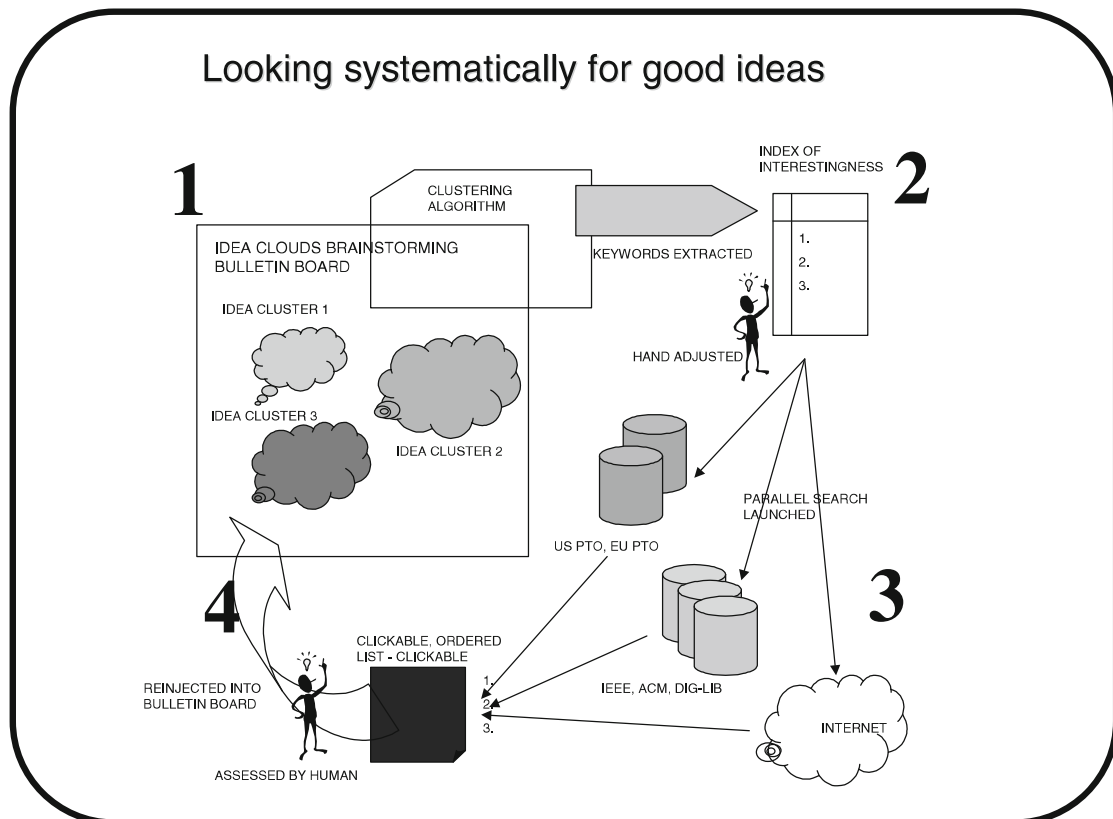 Looking systematically for good ideas
1
CLUSTERING
ALGORITHM
INDEX OF
INTERESTINGNESS
2
IDEA CLOUDS BRAINSTORMING
BULLETIN BOARD
KEYWORDS EXTRACTED
1.
2.
3.
IDEA CLUSTER 1
HAND ADJUSTED
IDEA CLUSTER 3
IDEA CLUSTER 2
PARALLEL SEARCH
LAUNCHED
US PTO, EU PTO
3
4
CLICKABLE, ORDERED
LIST - CLICKABLE
1.
2.
3.
IEEE, ACM, DIG-LIB
REINJECTED INTO
BULLETIN BOARD
INTERNET
ASSESSED BY HUMAN